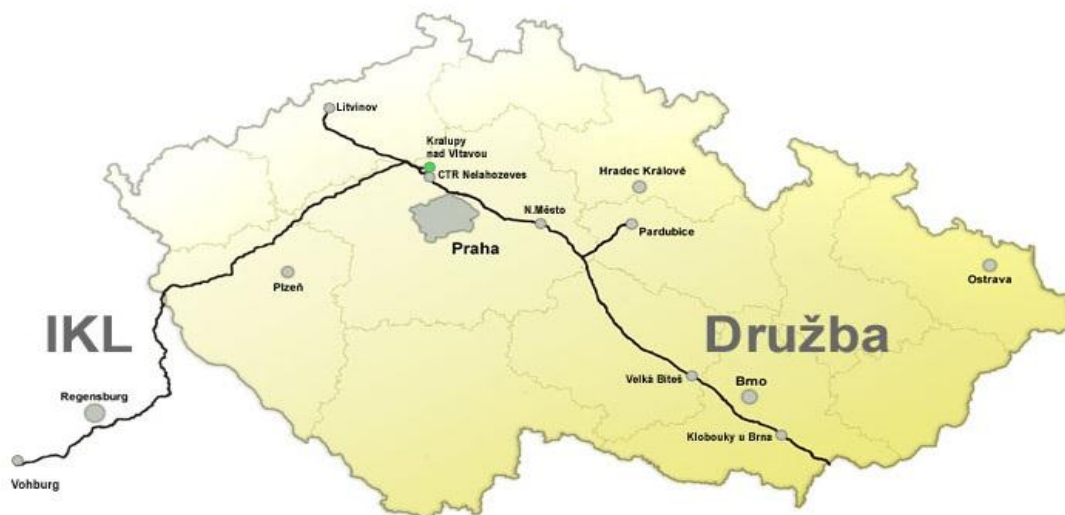 Litvinov
Kralupy
nad Vltavou
CTR Nelahozeves
Hradec Králové
N.Město
Pardubice
Praha
Plzeň
Ostrava
IKL
Družba
Velká Bíteš
Brno
Regensburg
Klobouky u Brna
Vohburg